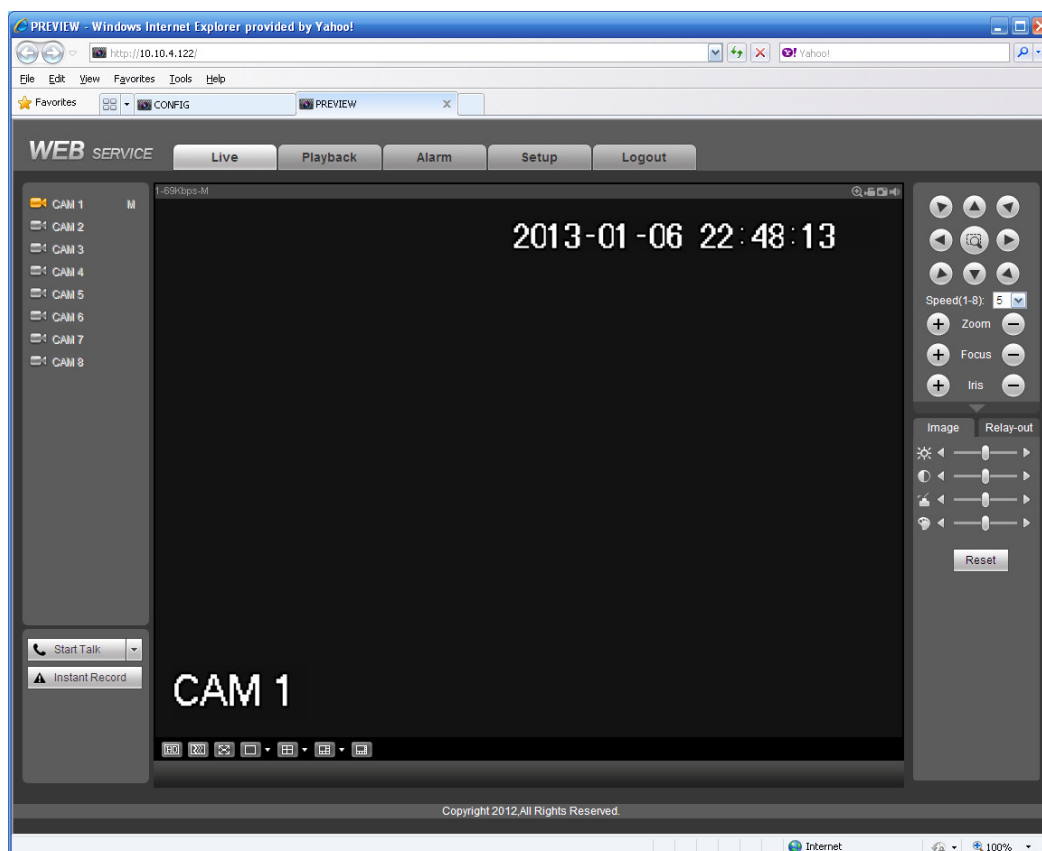 PREVIEW - Windows Internet Explorer provided by Yahoo!
http://10.10.4.122/
Yahoo!
File Edit View Favorites Tools Help
Favorites CONFIG PREVIEW
WEB SERVICE Live Playback Alarm Setup Logout
1-69Kbps-M
2013-01-06 22:48:13
CAM 1 M
CAM 2
CAM 3
CAM 4
CAM 5
CAM 6
CAM 7
CAM 8
Speed(1-8): 5
Zoom
Focus
Iris
Image Relay-out
Reset
Start Talk
Instant Record
CAM 1
Copyright 2012,All Rights Reserved.
Internet 100%